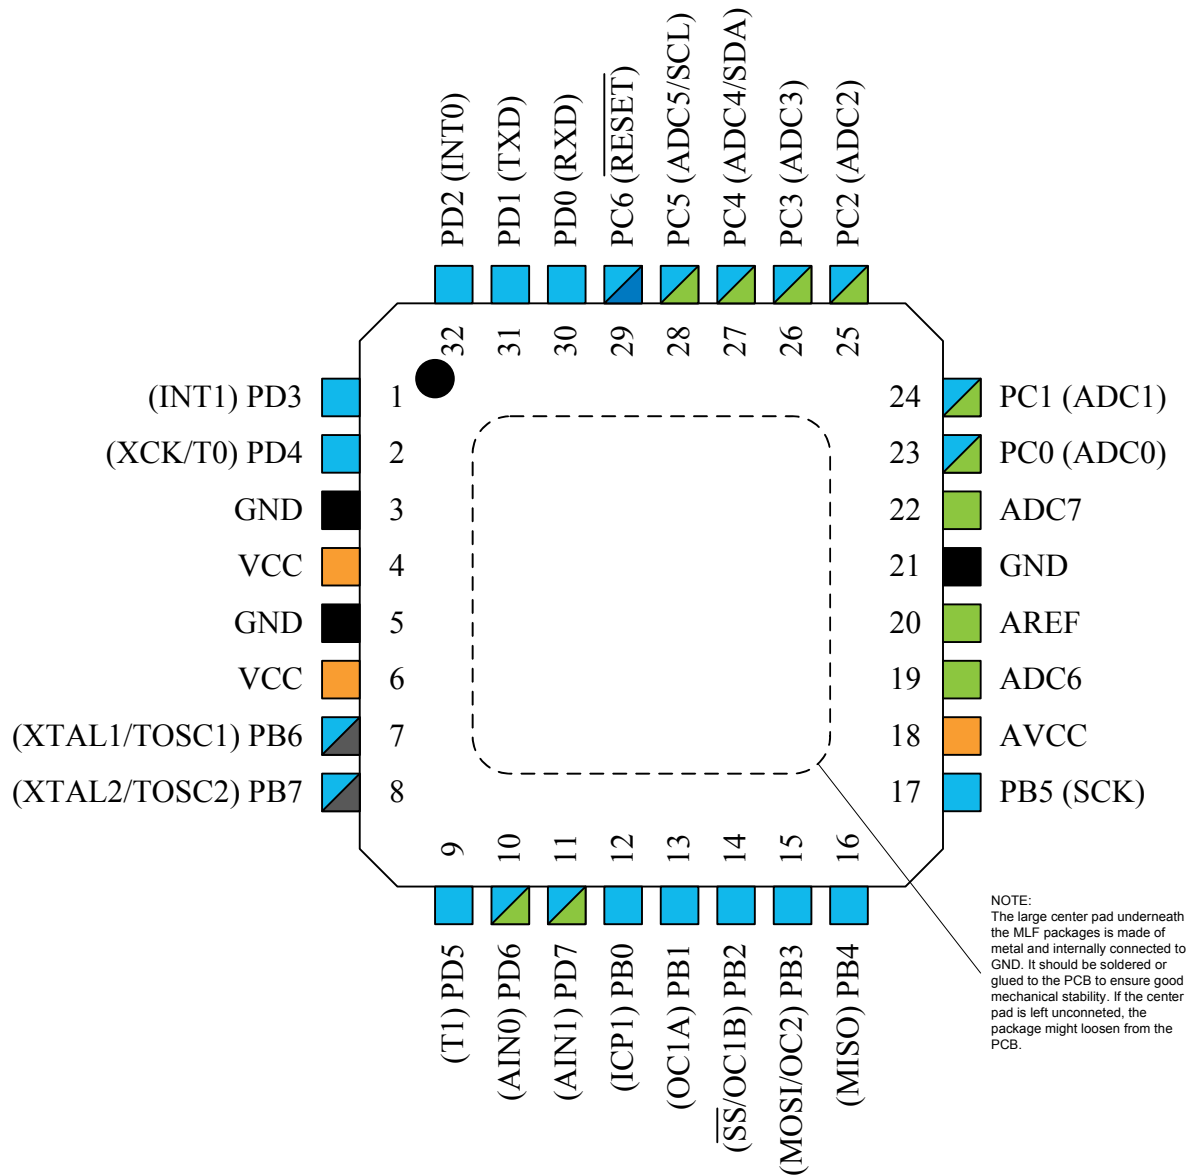 PD2 (INT0)
PD1 (TXD)
PD0 (RXD)
PC6 (RESET)
PC5 (ADC5/SCL)
PC4 (ADC4/SDA)
PC3 (ADC3)
PC2 (ADC2)
32 31 30 29 28 27 26 25
(INT1) PD3 1
(XCK/T0) PD4 2
GND 3
VCC 4
GND 5
VCC 6
(XTAL1/TOSC1) PB6 7
(XTAL2/TOSC2) PB7 8
24 PC1 (ADC1)
23 PC0 (ADC0)
22 ADC7
21 GND
20 AREF
19 ADC6
18 AVCC
17 PB5 (SCK)
9 10 11 12 13 14 15 16
(T1) PD5
(AIN0) PD6
(AIN1) PD7
(ICP1) PB0
(OC1A) PB1
(SS/OC1B) PB2
(MOSI/OC2) PB3
(MISO) PB4
NOTE:
The large center pad underneath
the MLF packages is made of
metal and internally connected to
GND. It should be soldered or
glued to the PCB to ensure good
mechanical stability. If the center
pad is left unconneted, the
package might loosen from the
PCB.